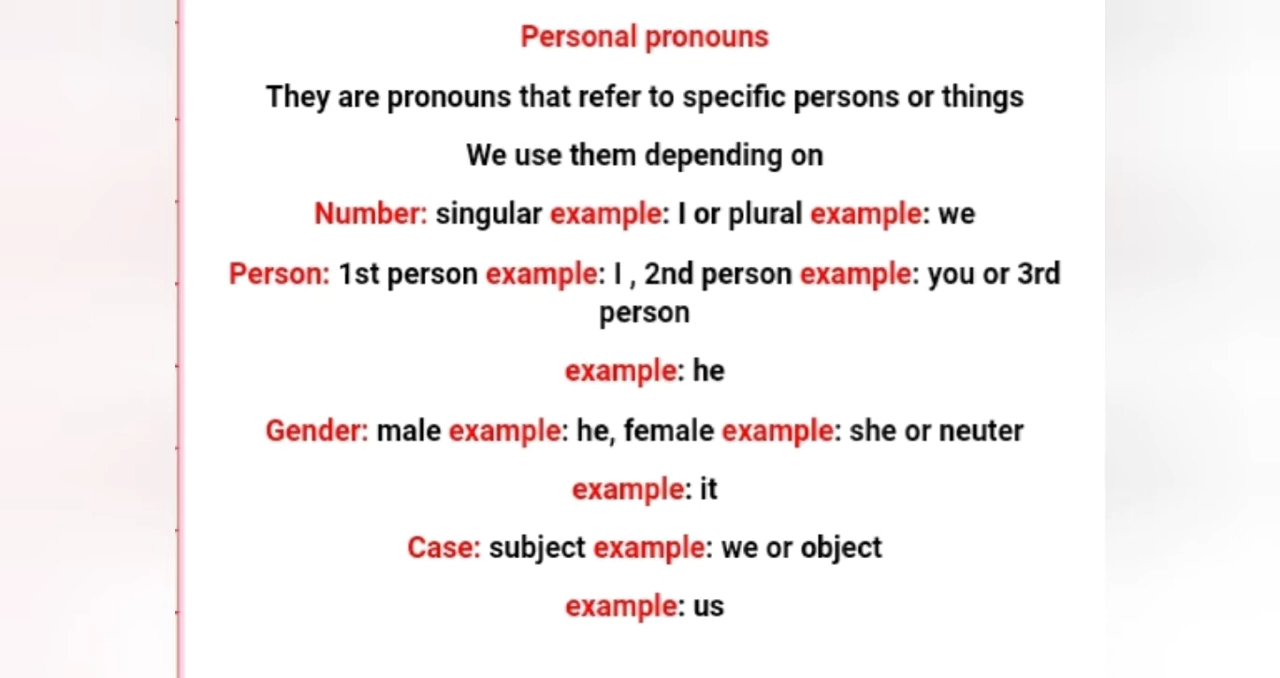 Personal pronouns
They are pronouns that refer to specific persons or things
We use them depending on
Number: singular example: I or plural example: we
Person: 1st person example: I , 2nd person example: you or 3rd
person
example: he
Gender: male example: he, female example: she or neuter
example: it
Case: subject example: we or object
example: us